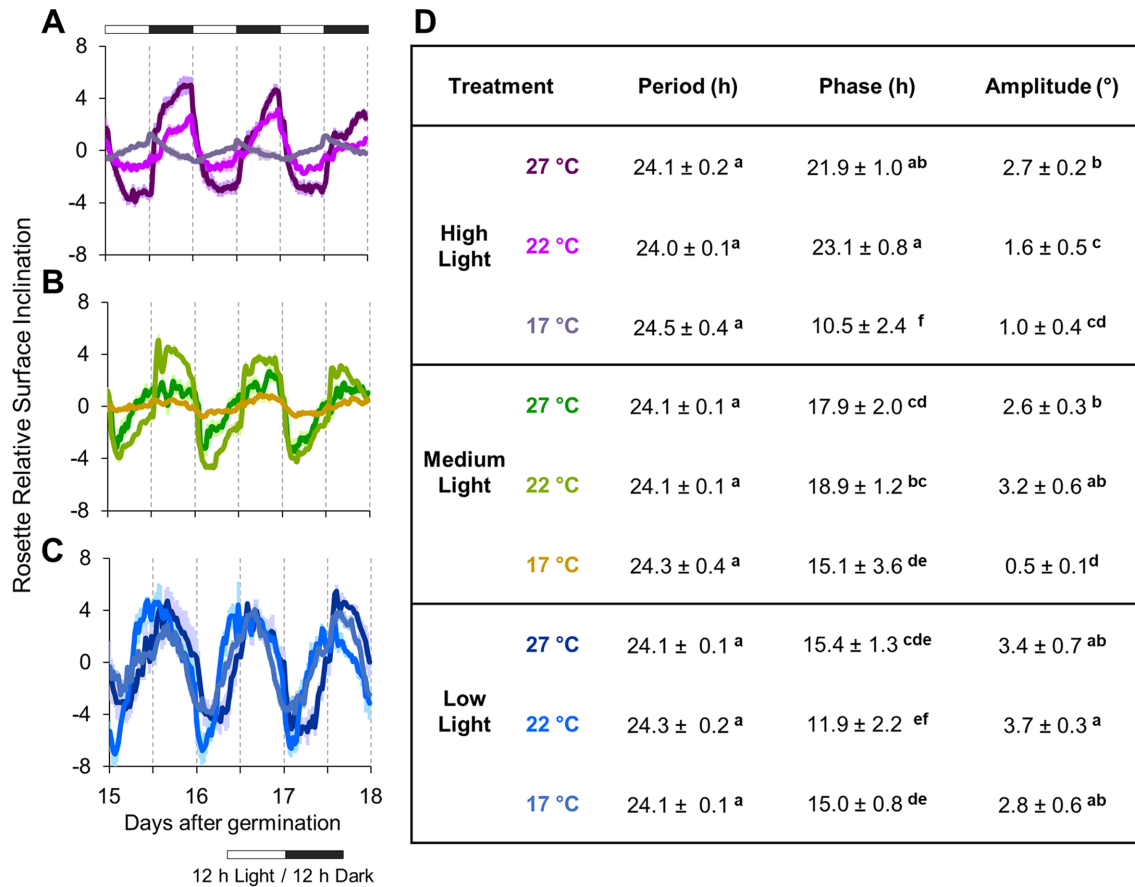 A
8
4
0
-4
-8
B
8
4
0
-4
-8
C
8
4
0
-4
-8
Rosette Relative Surface Inclination
15 16 17 18
Days after germination
12 h Light / 12 h Dark
D
Treatment Period (h) Phase (h) Amplitude (°)
High
Light
27 °C 24.1 ± 0.2 a 21.9 ± 1.0 ab 2.7 ± 0.2 b
22 °C 24.0 ± 0.1 a 23.1 ± 0.8 a 1.6 ± 0.5 c
17 °C 24.5 ± 0.4 a 10.5 ± 2.4 f 1.0 ± 0.4 cd
Medium
Light
27 °C 24.1 ± 0.1 a 17.9 ± 2.0 cd 2.6 ± 0.3 b
22 °C 24.1 ± 0.1 a 18.9 ± 1.2 bc 3.2 ± 0.6 ab
17 °C 24.3 ± 0.4 a 15.1 ± 3.6 de 0.5 ± 0.1 d
Low
Light
27 °C 24.1 ± 0.1 a 15.4 ± 1.3 cde 3.4 ± 0.7 ab
22 °C 24.3 ± 0.2 a 11.9 ± 2.2 ef 3.7 ± 0.3 a
17 °C 24.1 ± 0.1 a 15.0 ± 0.8 de 2.8 ± 0.6 ab